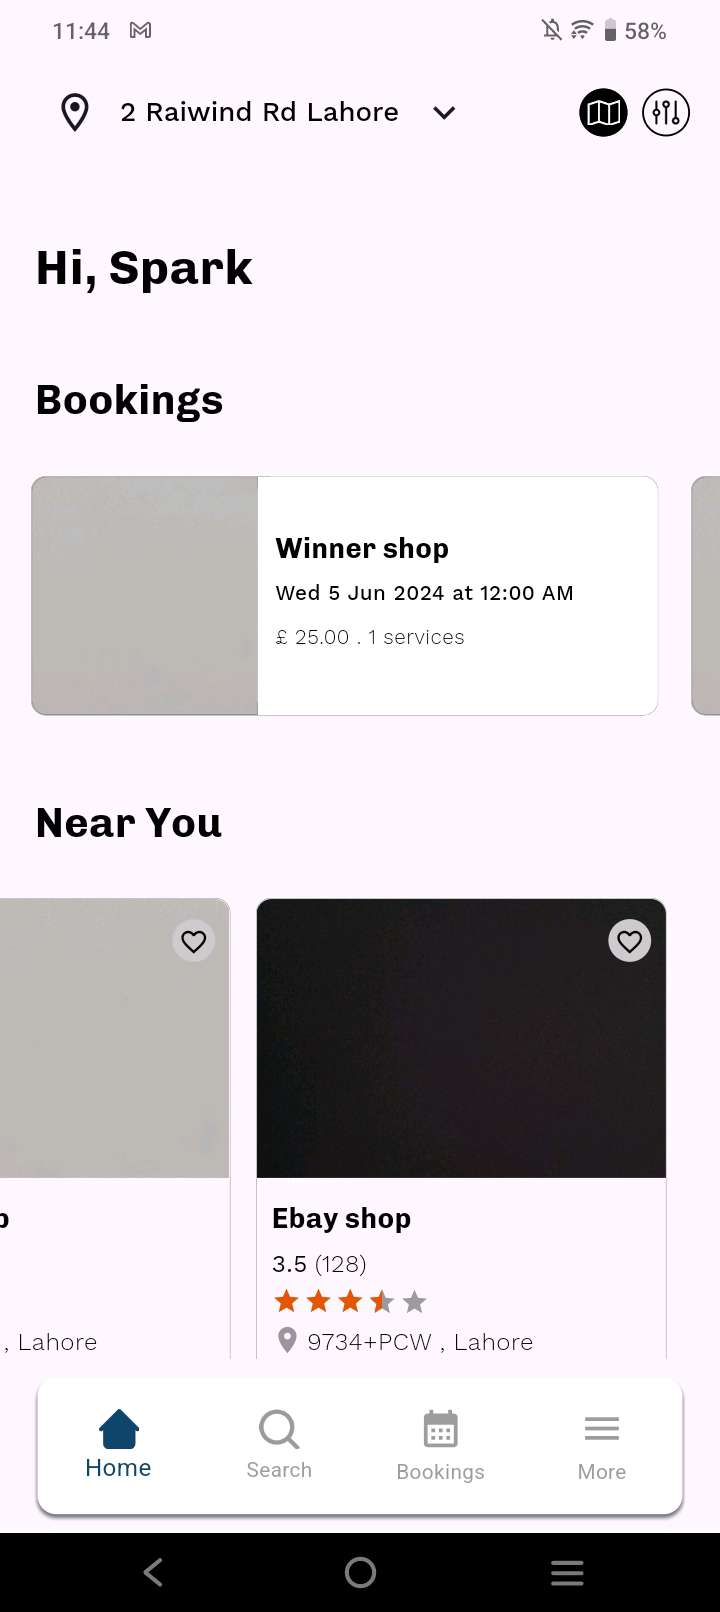 11:44
58%
2 Raiwind Rd Lahore
Hi, Spark
Bookings
Winner shop
Wed 5 Jun 2024 at 12:00 AM
£ 25.00 . 1 services
Near You
Ebay shop
3.5 (128)
, Lahore
9734+PCW , Lahore
Home
Search
Bookings
More